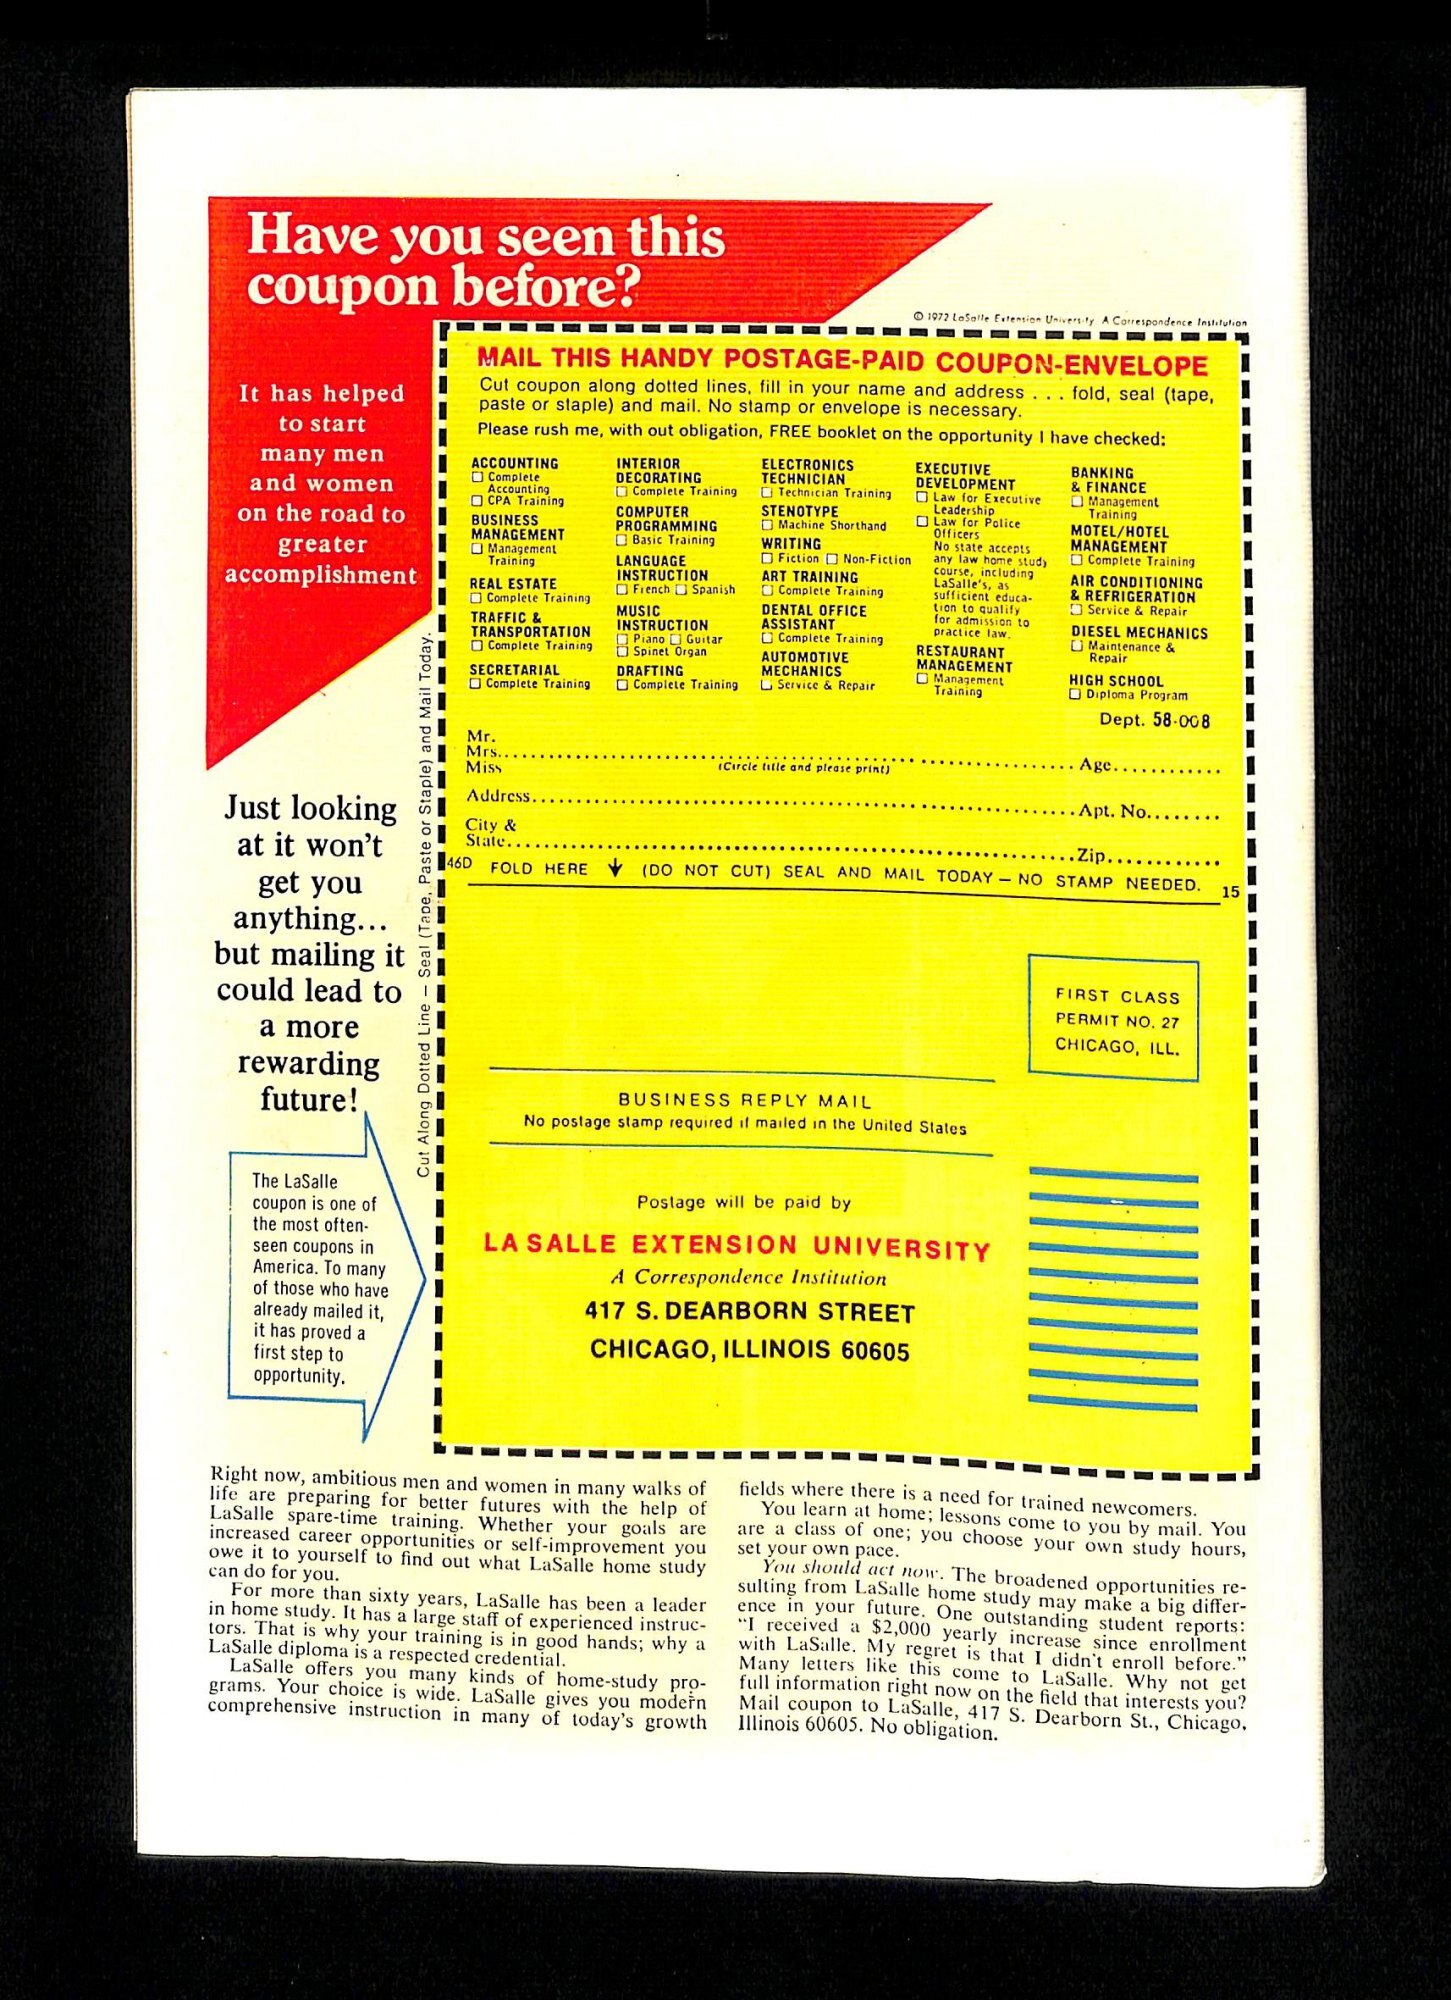 Have you seen this
coupon before?
© 1972 LaSalle Extension University A Correspondence Institution
It has helped
to start
many men
and women
on the road to
greater
accomplishment
Just looking
at it won't
get you
anything...
but mailing it
could lead to
a more
rewarding
future!
The LaSalle
coupon is one of
the most often-
seen coupons in
America. To many
of those who have
already mailed it,
it has proved a
first step to
opportunity.
Cut Along Dotted Line – Seal (Tape, Paste or Staple) and Mail Today.
MAIL THIS HANDY POSTAGE-PAID COUPON-ENVELOPE
Cut coupon along dotted lines, fill in your name and address . . . fold, seal (tape,
paste or staple) and mail. No stamp or envelope is necessary.
Please rush me, with out obligation, FREE booklet on the opportunity I have checked:
ACCOUNTING
☐ Complete
Accounting
☐ CPA Training
BUSINESS
MANAGEMENT
☐ Management
Training
REAL ESTATE
☐ Complete Training
TRAFFIC &
TRANSPORTATION
☐ Complete Training
SECRETARIAL
☐ Complete Training
INTERIOR
DECORATING
☐ Complete Training
COMPUTER
PROGRAMMING
☐ Basic Training
LANGUAGE
INSTRUCTION
☐ French ☐ Spanish
MUSIC
INSTRUCTION
☐ Piano ☐ Guitar
☐ Spinet Organ
DRAFTING
☐ Complete Training
ELECTRONICS
TECHNICIAN
☐ Technician Training
STENOTYPE
☐ Machine Shorthand
WRITING
☐ Fiction ☐ Non-Fiction
ART TRAINING
☐ Complete Training
DENTAL OFFICE
ASSISTANT
☐ Complete Training
AUTOMOTIVE
MECHANICS
☐ Service & Repair
EXECUTIVE
DEVELOPMENT
☐ Law for Executive
Leadership
☐ Law for Police
Officers
No state accepts
any law home study
course, including
LaSalle's, as
sufficient educa-
tion to qualify
for admission to
practice law.
RESTAURANT
MANAGEMENT
☐ Management
Training
BANKING
& FINANCE
☐ Management
Training
MOTEL/HOTEL
MANAGEMENT
☐ Complete Training
AIR CONDITIONING
& REFRIGERATION
☐ Service & Repair
DIESEL MECHANICS
☐ Maintenance &
Repair
HIGH SCHOOL
☐ Diploma Program
Dept. 58-008
Mr.
Mrs. Age
Miss (Circle title and please print)
Address Apt. No.
City &
State Zip
46D FOLD HERE ↓ (DO NOT CUT) SEAL AND MAIL TODAY – NO STAMP NEEDED. 15
FIRST CLASS
PERMIT NO. 27
CHICAGO, ILL.
BUSINESS REPLY MAIL
No postage stamp required if mailed in the United States
Postage will be paid by
LA SALLE EXTENSION UNIVERSITY
A Correspondence Institution
417 S. DEARBORN STREET
CHICAGO, ILLINOIS 60605
Right now, ambitious men and women in many walks of
life are preparing for better futures with the help of
LaSalle spare-time training. Whether your goals are
increased career opportunities or self-improvement you
owe it to yourself to find out what LaSalle home study
can do for you.
For more than sixty years, LaSalle has been a leader
in home study. It has a large staff of experienced instruc-
tors. That is why your training is in good hands; why a
LaSalle diploma is a respected credential.
LaSalle offers you many kinds of home-study pro-
grams. Your choice is wide. LaSalle gives you modern
comprehensive instruction in many of today's growth
fields where there is a need for trained newcomers.
You learn at home; lessons come to you by mail. You
are a class of one; you choose your own study hours,
set your own pace.
You should act now. The broadened opportunities re-
sulting from LaSalle home study may make a big differ-
ence in your future. One outstanding student reports:
"I received a $2,000 yearly increase since enrollment
with LaSalle. My regret is that I didn't enroll before."
Many letters like this come to LaSalle. Why not get
full information right now on the field that interests you?
Mail coupon to LaSalle, 417 S. Dearborn St., Chicago,
Illinois 60605. No obligation.